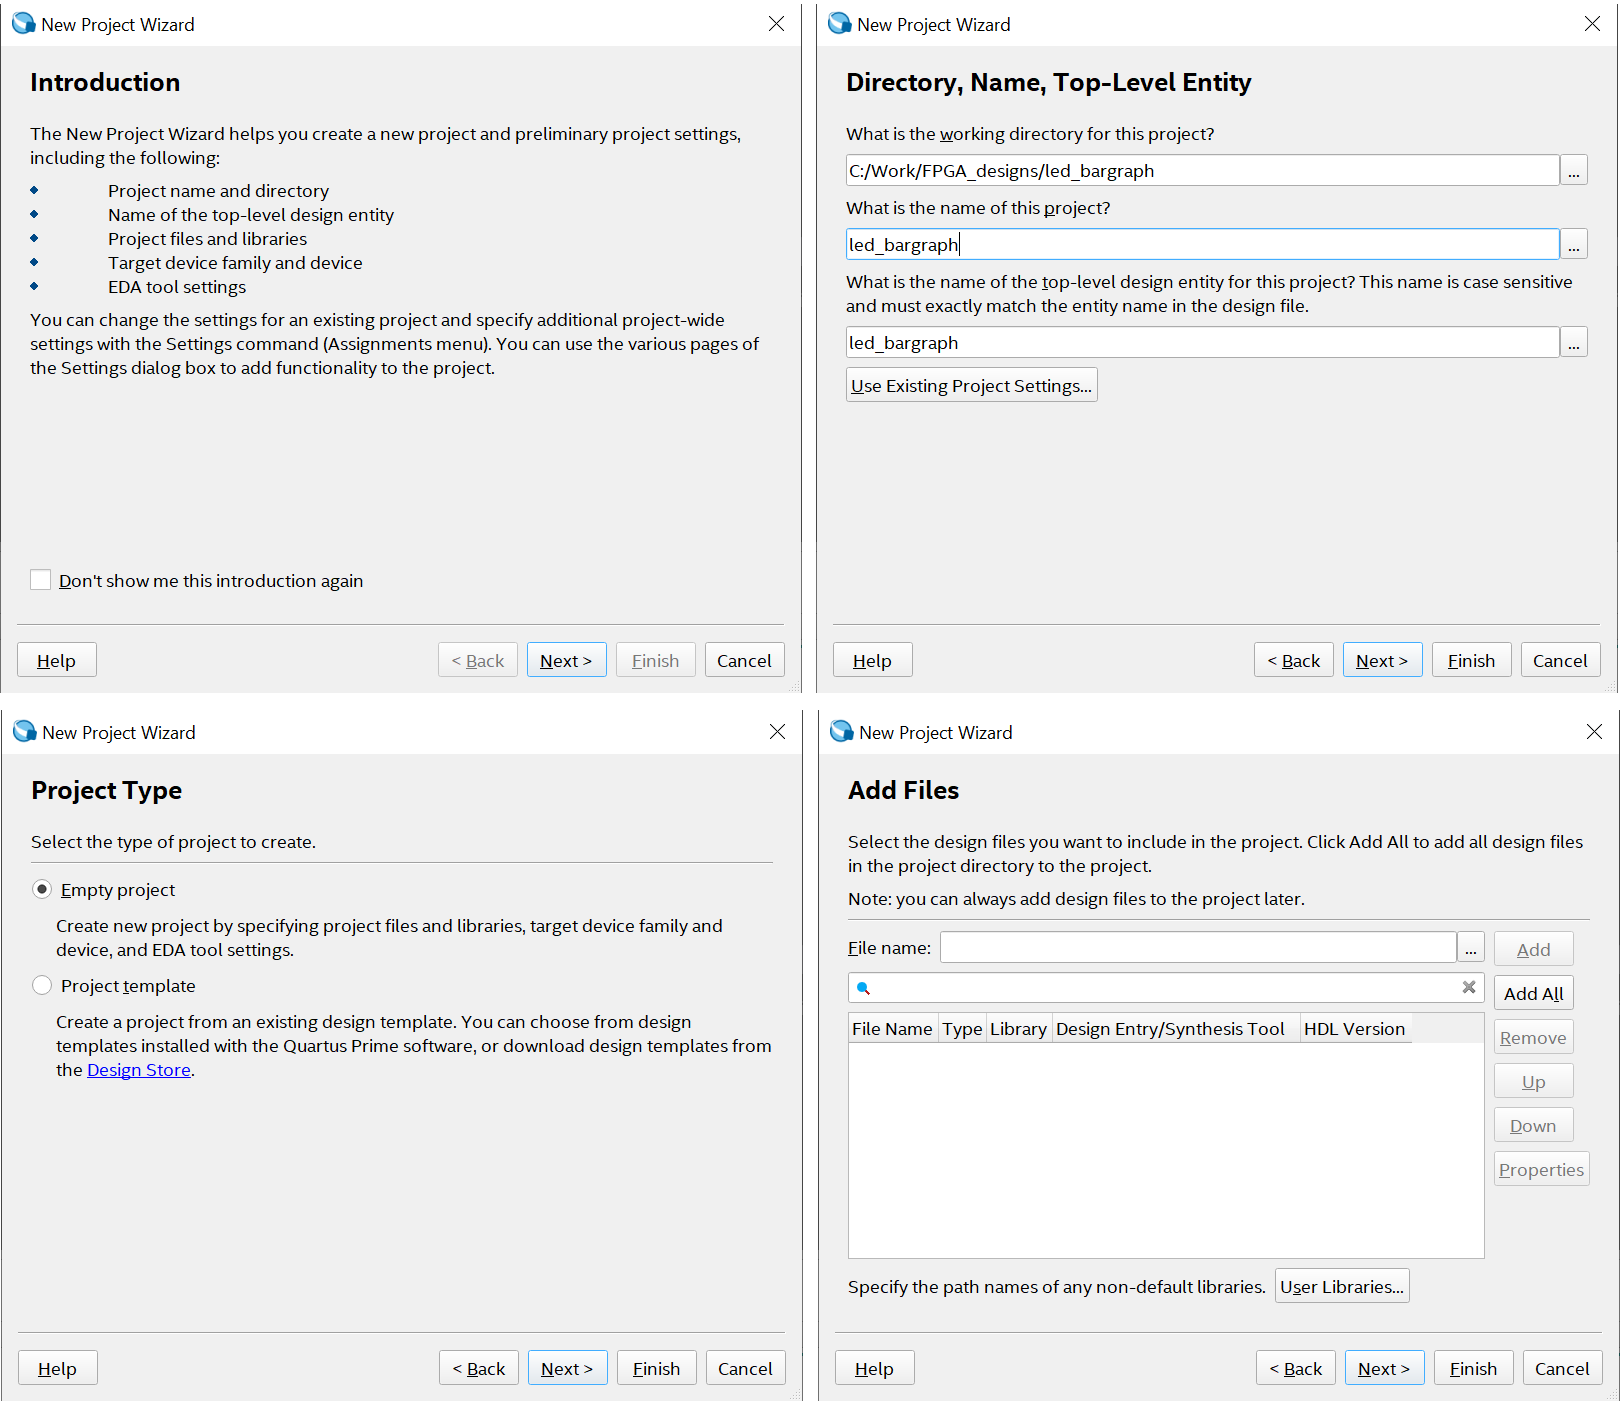 New Project Wizard
Introduction
The New Project Wizard helps you create a new project and preliminary project settings,
including the following:
Project name and directory
Name of the top-level design entity
Project files and libraries
Target device family and device
EDA tool settings
You can change the settings for an existing project and specify additional project-wide
settings with the Settings command (Assignments menu). You can use the various pages of
the Settings dialog box to add functionality to the project.
Don't show me this introduction again
Help
< Back
Next >
Finish
Cancel
New Project Wizard
Directory, Name, Top-Level Entity
What is the working directory for this project?
C:/Work/FPGA_designs/led_bargraph
...
What is the name of this project?
led_bargraph
...
What is the name of the top-level design entity for this project? This name is case sensitive
and must exactly match the entity name in the design file.
led_bargraph
...
Use Existing Project Settings...
Help
< Back
Next >
Finish
Cancel
New Project Wizard
Project Type
Select the type of project to create.
Empty project
Create new project by specifying project files and libraries, target device family and
device, and EDA tool settings.
Project template
Create a project from an existing design template. You can choose from design
templates installed with the Quartus Prime software, or download design templates from
the Design Store.
Help
< Back
Next >
Finish
Cancel
New Project Wizard
Add Files
Select the design files you want to include in the project. Click Add All to add all design files
in the project directory to the project.
Note: you can always add design files to the project later.
File name:
...
Add
Add All
File Name Type Library Design Entry/Synthesis Tool HDL Version
Remove
Up
Down
Properties
Specify the path names of any non-default libraries.
User Libraries...
Help
< Back
Next >
Finish
Cancel